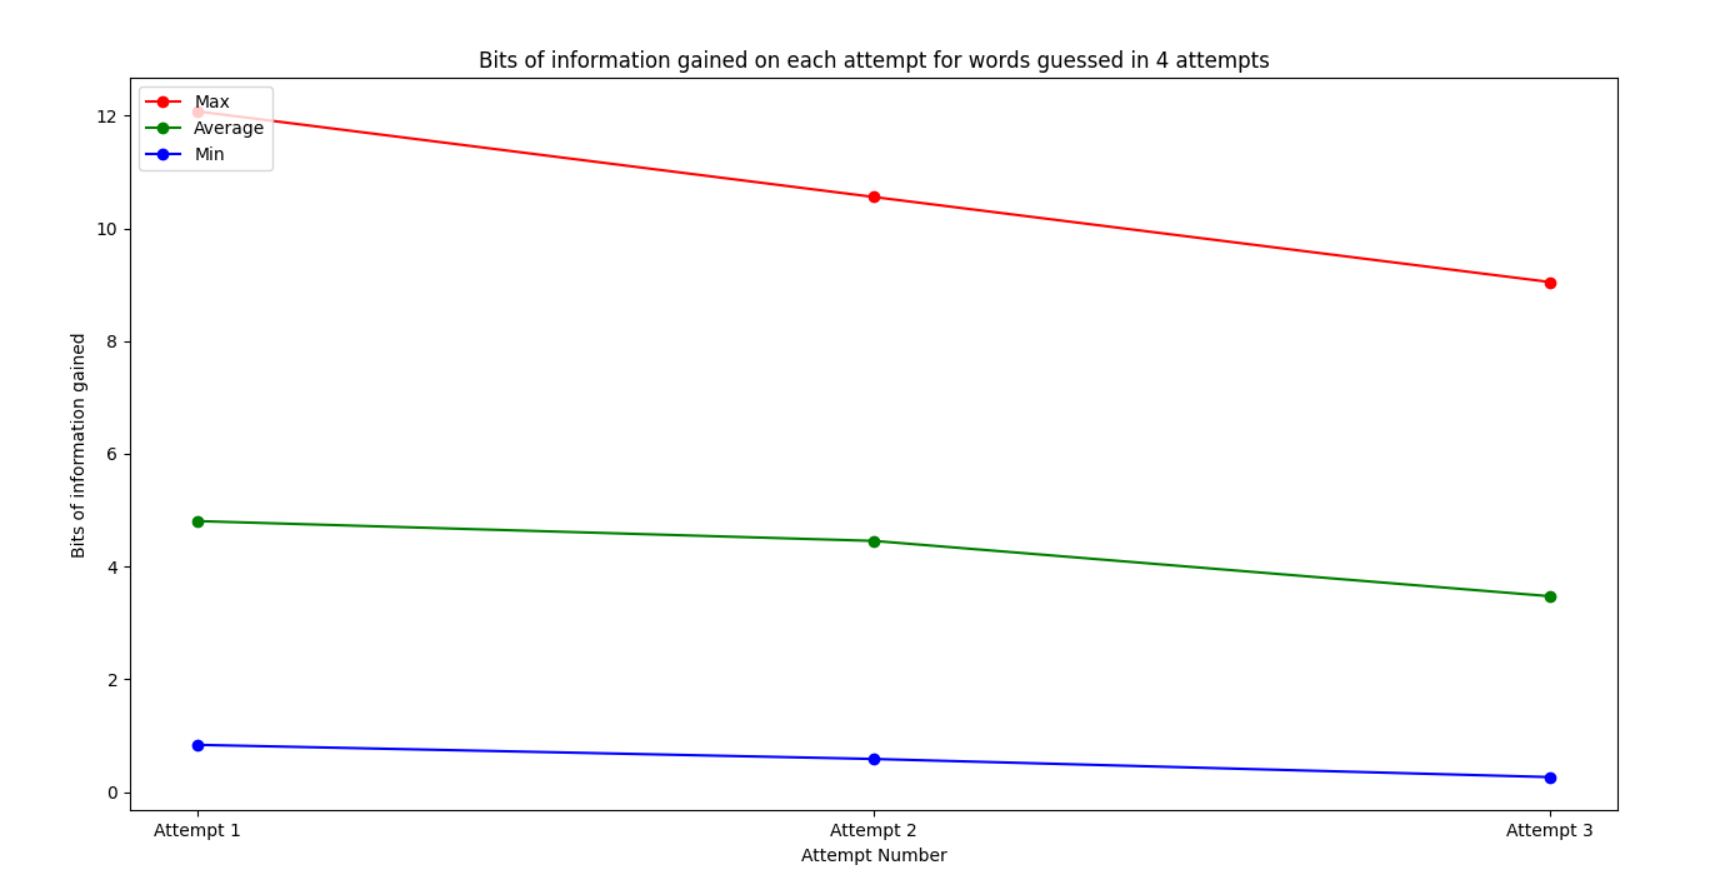 Bits of information gained on each attempt for words guessed in 4 attempts
Max
Average
Min
12
10
8
6
4
2
0
Bits of information gained
Attempt 1
Attempt 2
Attempt 3
Attempt Number